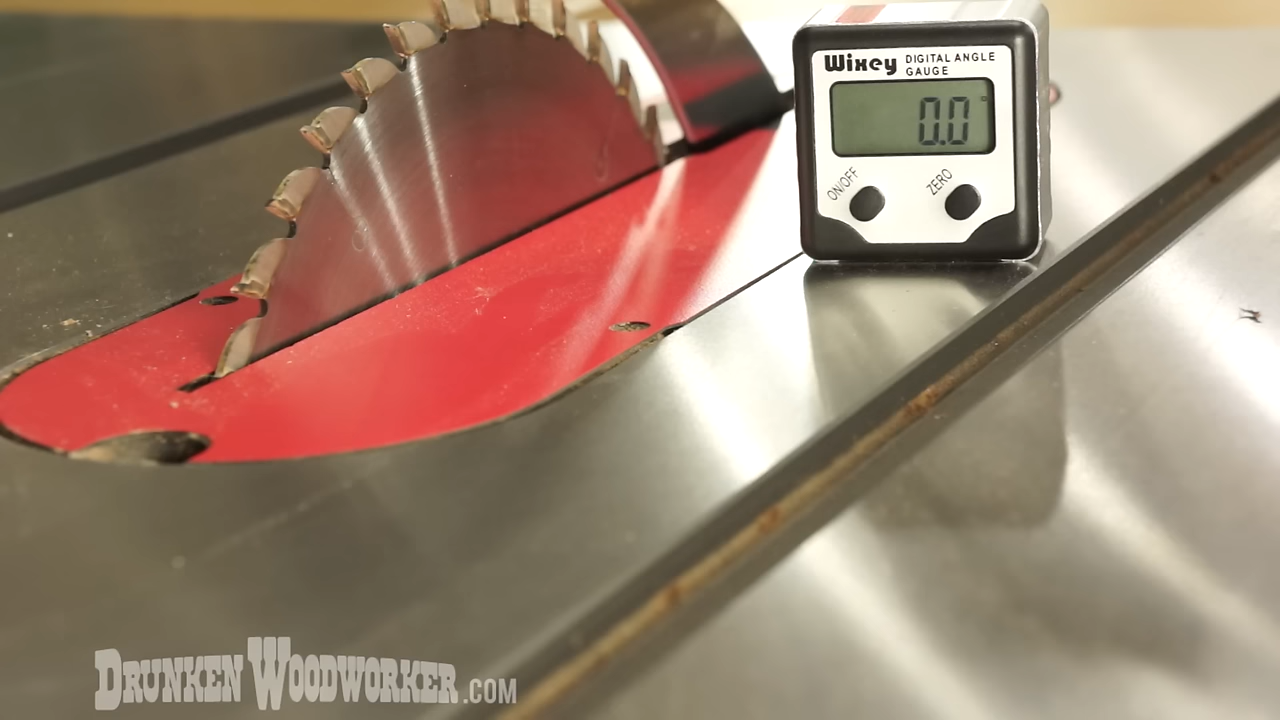 Wixey DIGITAL ANGLE GAUGE
0.0°
ON/OFF ZERO
DRUNKEN WOODWORKER.COM